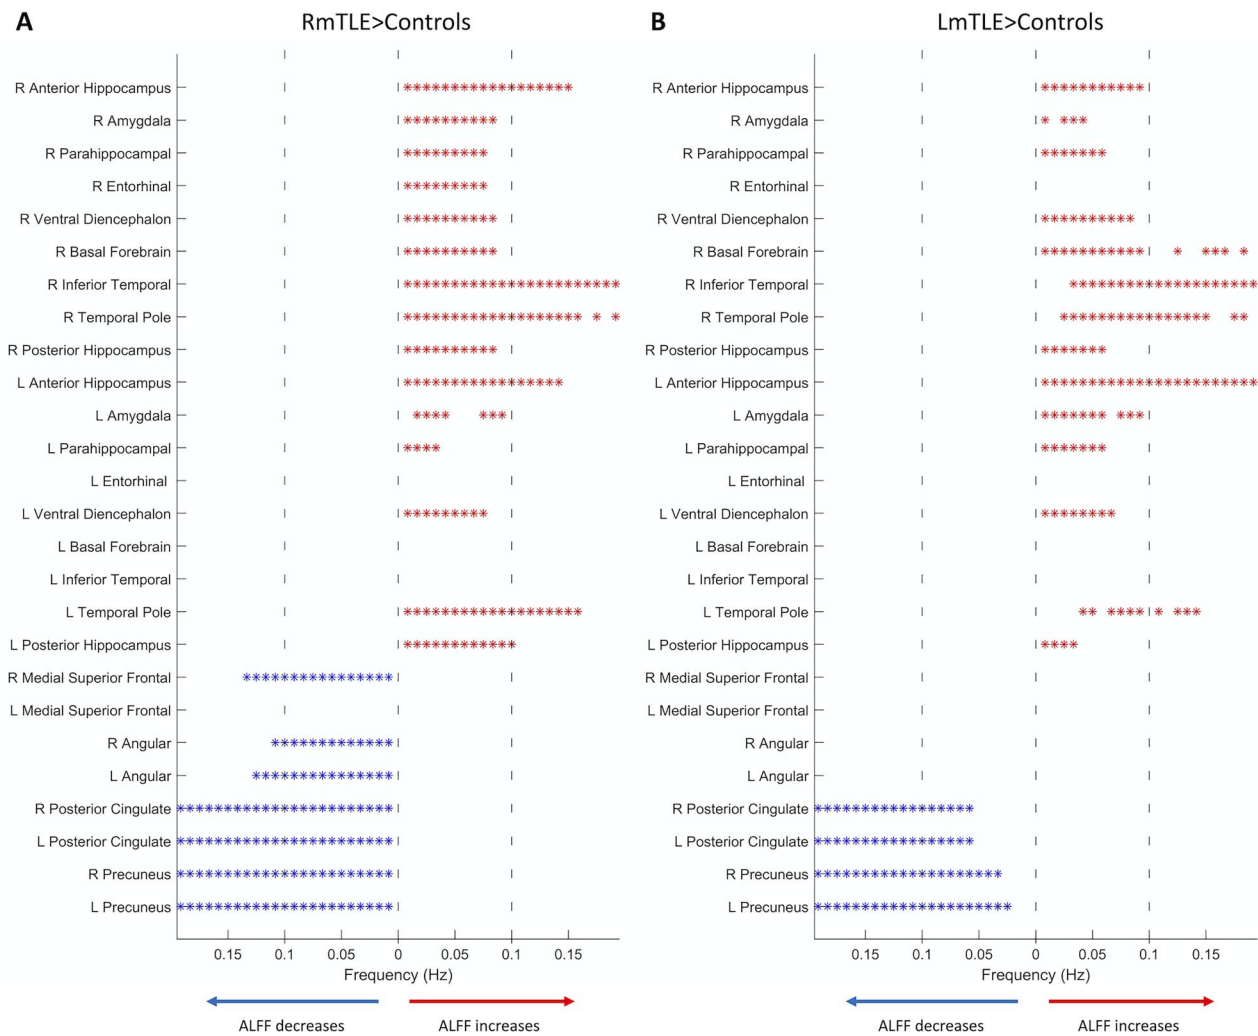 A
RmTLE>Controls
R Anterior Hippocampus
R Amygdala
R Parahippocampal
R Entorhinal
R Ventral Diencephalon
R Basal Forebrain
R Inferior Temporal
R Temporal Pole
R Posterior Hippocampus
L Anterior Hippocampus
L Amygdala
L Parahippocampal
L Entorhinal
L Ventral Diencephalon
L Basal Forebrain
L Inferior Temporal
L Temporal Pole
L Posterior Hippocampus
R Medial Superior Frontal
L Medial Superior Frontal
R Angular
L Angular
R Posterior Cingulate
L Posterior Cingulate
R Precuneus
L Precuneus
0.15 0.1 0.05 0 0.05 0.1 0.15
Frequency (Hz)
ALFF decreases ALFF increases
B
LmTLE>Controls
R Anterior Hippocampus
R Amygdala
R Parahippocampal
R Entorhinal
R Ventral Diencephalon
R Basal Forebrain
R Inferior Temporal
R Temporal Pole
R Posterior Hippocampus
L Anterior Hippocampus
L Amygdala
L Parahippocampal
L Entorhinal
L Ventral Diencephalon
L Basal Forebrain
L Inferior Temporal
L Temporal Pole
L Posterior Hippocampus
R Medial Superior Frontal
L Medial Superior Frontal
R Angular
L Angular
R Posterior Cingulate
L Posterior Cingulate
R Precuneus
L Precuneus
0.15 0.1 0.05 0 0.05 0.1 0.15
Frequency (Hz)
ALFF decreases ALFF increases